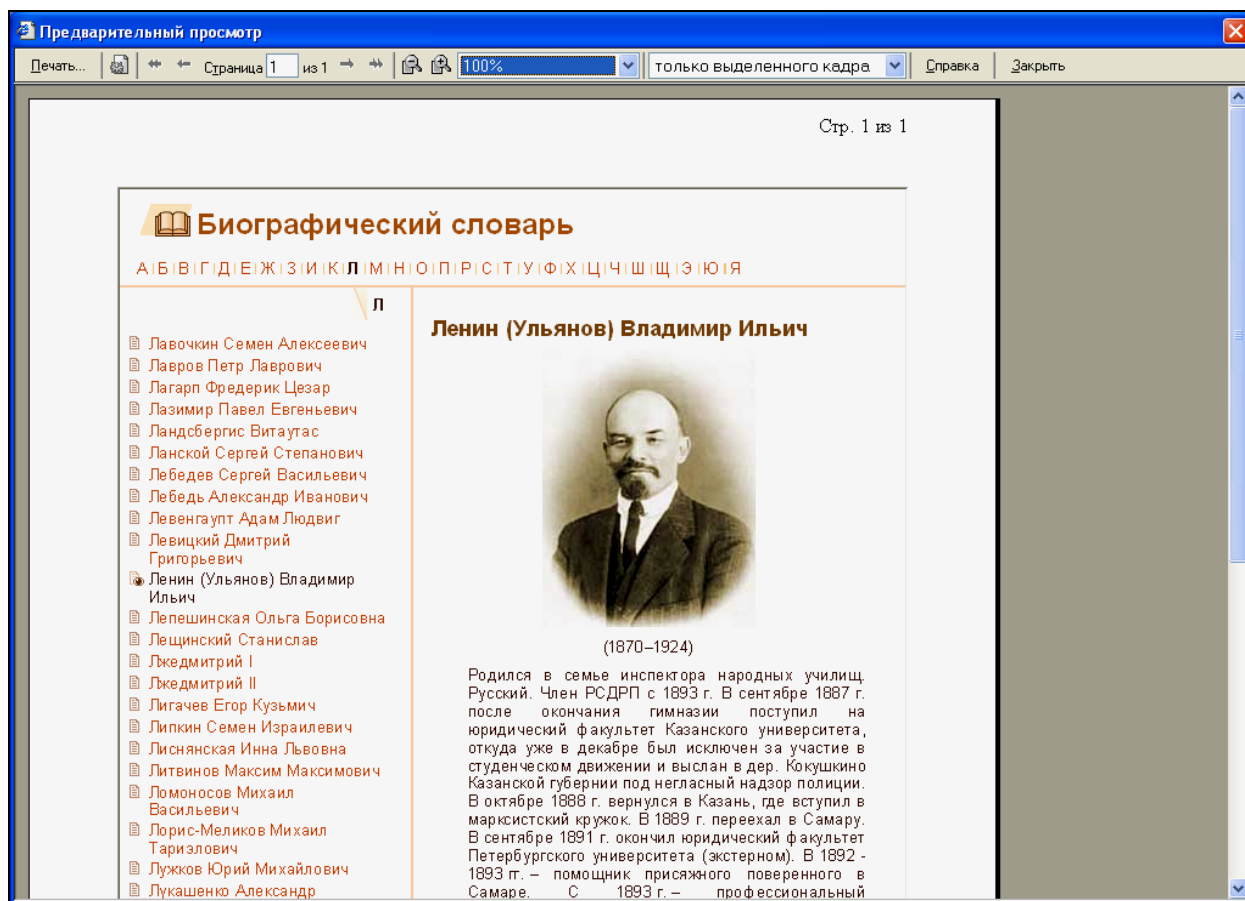 Предварительный просмотр
Печать... Страница 1 из 1 100% только выделенного кадра Справка Закрыть
Стр. 1 из 1
Биографический словарь
А|Б|В|Г|Д|Е|Ж|З|И|К|Л|М|Н|О|П|Р|С|Т|У|Ф|Х|Ц|Ч|Ш|Щ|Э|Ю|Я
Л
Лавочкин Семен Алексеевич
Лавров Петр Лаврович
Лагарп Фредерик Цезар
Лазимир Павел Евгеньевич
Ландсбергис Витаутас
Ланской Сергей Степанович
Лебедев Сергей Васильевич
Лебедь Александр Иванович
Левенгаупт Адам Людвиг
Левицкий Дмитрий
Григорьевич
Ленин (Ульянов) Владимир
Ильич
Лепешинская Ольга Борисовна
Лещинский Станислав
Лжедмитрий I
Лжедмитрий II
Лигачев Егор Кузьмич
Липкин Семен Израилевич
Лиснянская Инна Львовна
Литвинов Максим Максимович
Ломоносов Михаил
Васильевич
Лорис-Меликов Михаил
Тариэлович
Лужков Юрий Михайлович
Лукашенко Александр
Ленин (Ульянов) Владимир Ильич
(1870–1924)
Родился в семье инспектора народных училищ.
Русский. Член РСДРП с 1893 г. В сентябре 1887 г.
после окончания гимназии поступил на
юридический факультет Казанского университета,
откуда уже в декабре был исключен за участие в
студенческом движении и выслан в дер. Кокушкино
Казанской губернии под негласный надзор полиции.
В октябре 1888 г. вернулся в Казань, где вступил в
марксистский кружок. В 1889 г. переехал в Самару.
В сентябре 1891 г. окончил юридический факультет
Петербургского университета (экстерном). В 1892 -
1893 гг. – помощник присяжного поверенного в
Самаре. С 1893 г. – профессиональный